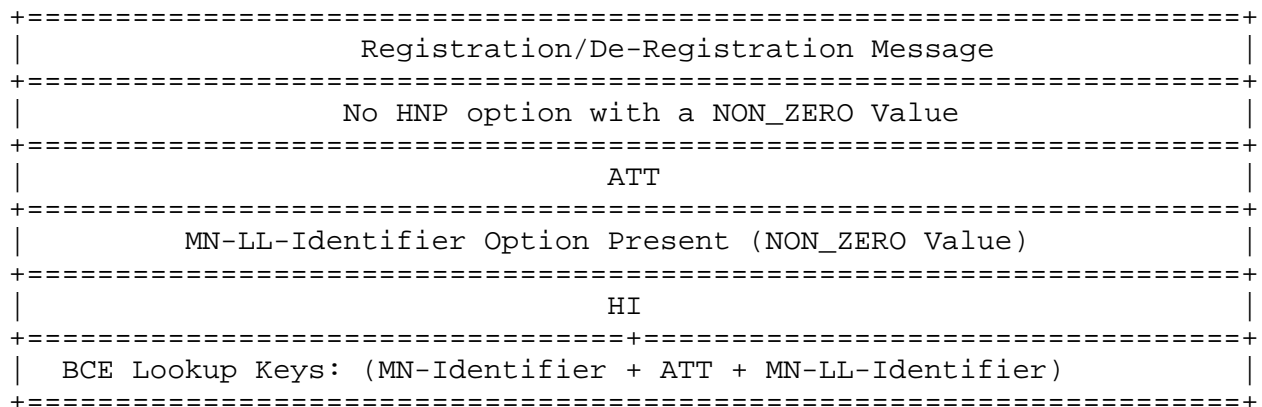 +=====================================================================+
| Registration/De-Registration Message |
+=====================================================================+
| No HNP option with a NON_ZERO Value |
+=====================================================================+
| ATT |
+=====================================================================+
| MN-LL-Identifier Option Present (NON_ZERO Value) |
+=====================================================================+
| HI |
+==================================+==================================+
| BCE Lookup Keys: (MN-Identifier + ATT + MN-LL-Identifier) |
+=====================================================================+